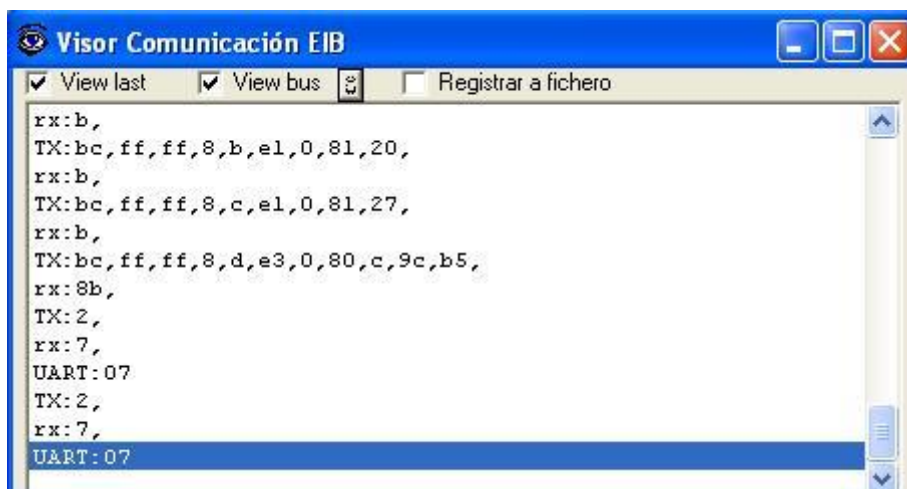 Visor Comunicación EIB
View last View bus Registrar a fichero
rx:b,
TX:bc,ff,ff,8,b,e1,0,81,20,
rx:b,
TX:bc,ff,ff,8,c,e1,0,81,27,
rx:b,
TX:bc,ff,ff,8,d,e3,0,80,c,9c,b5,
rx:8b,
TX:2,
rx:7,
UART:07
TX:2,
rx:7,
UART:07